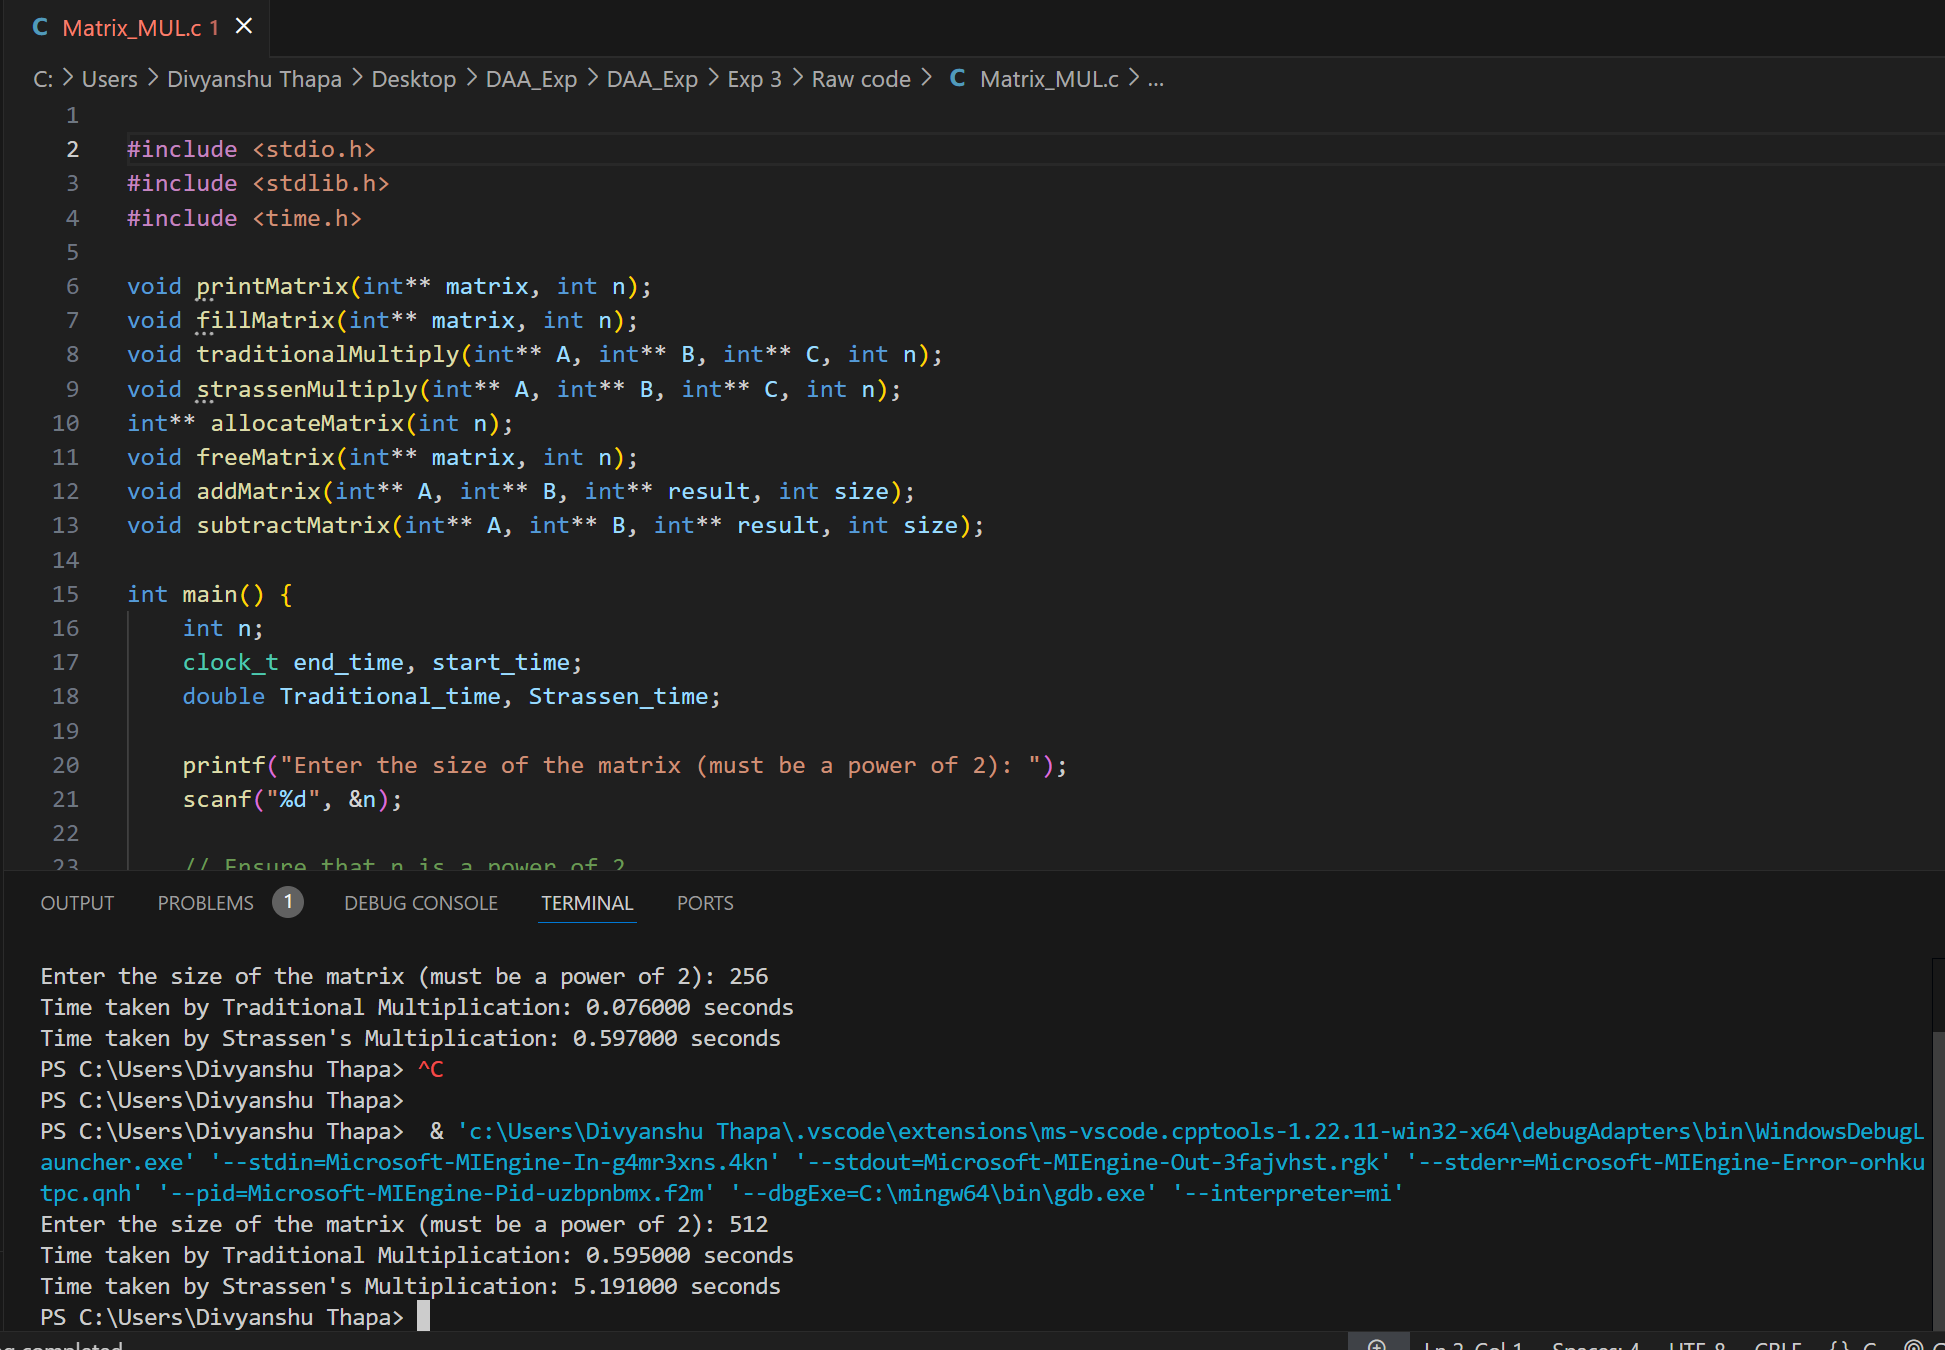 C Matrix_MUL.c 1 ×
C: > Users > Divyanshu Thapa > Desktop > DAA_Exp > DAA_Exp > Exp 3 > Raw code > C Matrix_MUL.c > ...
1
2 #include <stdio.h>
3 #include <stdlib.h>
4 #include <time.h>
5
6 void printMatrix(int** matrix, int n);
7 void fillMatrix(int** matrix, int n);
8 void traditionalMultiply(int** A, int** B, int** C, int n);
9 void strassenMultiply(int** A, int** B, int** C, int n);
10 int** allocateMatrix(int n);
11 void freeMatrix(int** matrix, int n);
12 void addMatrix(int** A, int** B, int** result, int size);
13 void subtractMatrix(int** A, int** B, int** result, int size);
14
15 int main() {
16 int n;
17 clock_t end_time, start_time;
18 double Traditional_time, Strassen_time;
19
20 printf("Enter the size of the matrix (must be a power of 2): ");
21 scanf("%d", &n);
22
23 // Ensure that n is a power of 2
OUTPUT PROBLEMS 1 DEBUG CONSOLE TERMINAL PORTS
Enter the size of the matrix (must be a power of 2): 256
Time taken by Traditional Multiplication: 0.076000 seconds
Time taken by Strassen's Multiplication: 0.597000 seconds
PS C:\Users\Divyanshu Thapa> ^C
PS C:\Users\Divyanshu Thapa>
PS C:\Users\Divyanshu Thapa>  & 'c:\Users\Divyanshu Thapa\.vscode\extensions\ms-vscode.cpptools-1.22.11-win32-x64\debugAdapters\bin\WindowsDebugL
auncher.exe' '--stdin=Microsoft-MIEngine-In-g4mr3xns.4kn' '--stdout=Microsoft-MIEngine-Out-3fajvhst.rgk' '--stderr=Microsoft-MIEngine-Error-orhku
tpc.qnh' '--pid=Microsoft-MIEngine-Pid-uzbpnbmx.f2m' '--dbgExe=C:\mingw64\bin\gdb.exe' '--interpreter=mi'
Enter the size of the matrix (must be a power of 2): 512
Time taken by Traditional Multiplication: 0.595000 seconds
Time taken by Strassen's Multiplication: 5.191000 seconds
PS C:\Users\Divyanshu Thapa>
completed Ln 2, Col 1 Spaces: 4 UTF-8 CRLF {} C